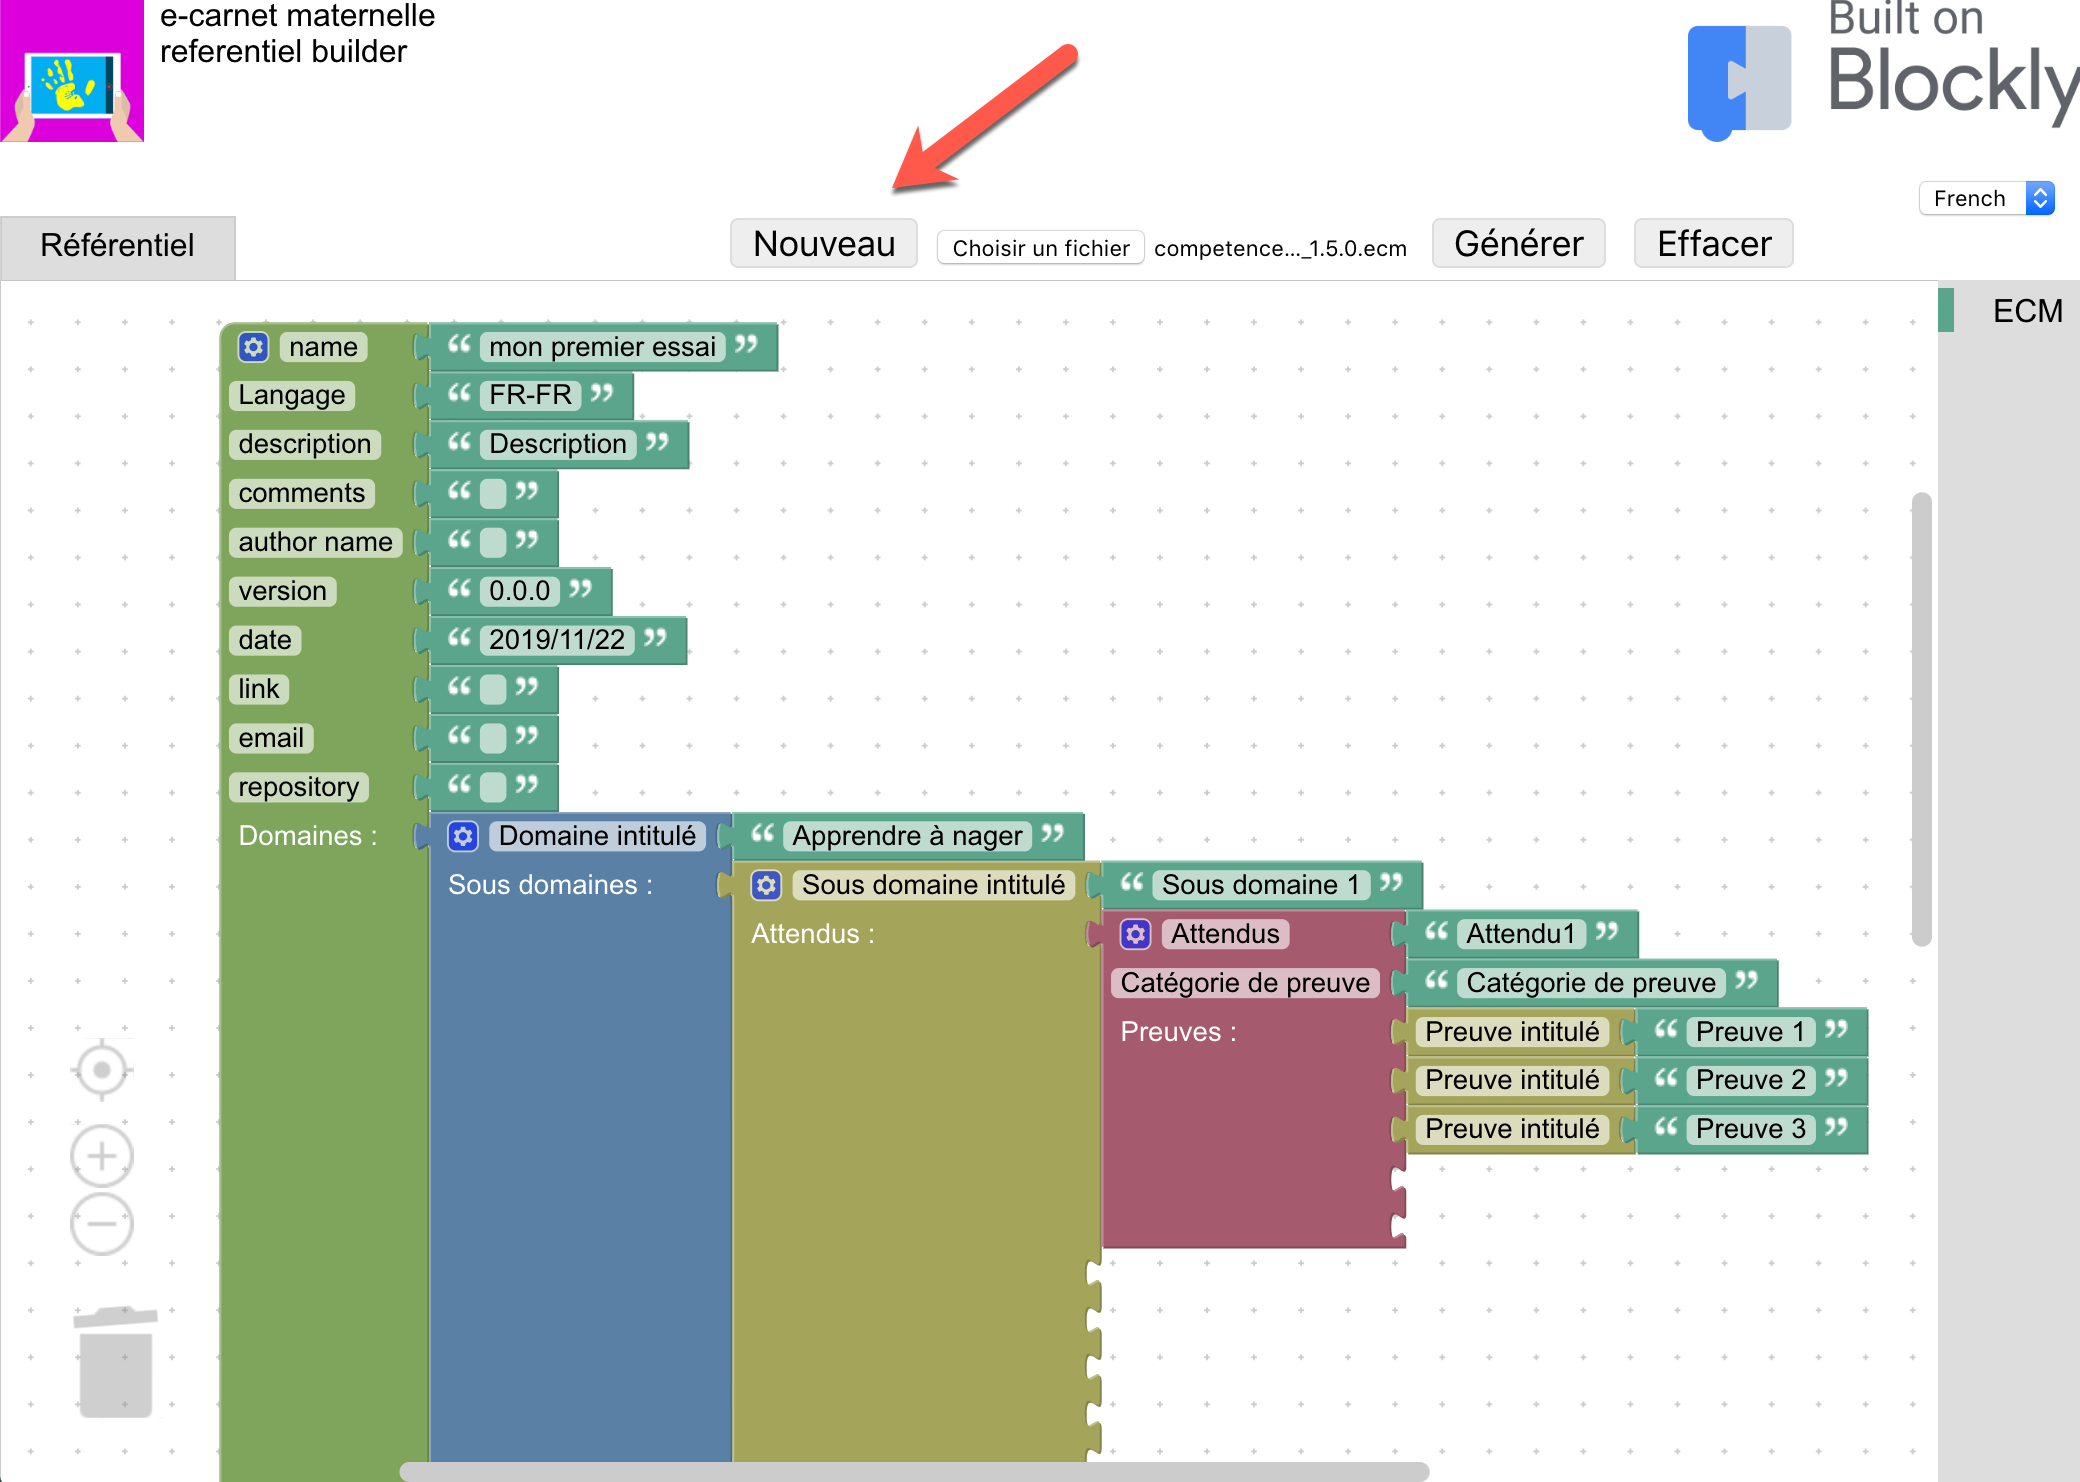 e-carnet maternelle
referentiel builder
Built on
Blockly
French
Référentiel
Nouveau
Choisir un fichier competence..._1.5.0.ecm
Générer
Effacer
ECM
name “ mon premier essai ”
Langage “ FR-FR ”
description “ Description ”
comments “ ”
author name “ ”
version “ 0.0.0 ”
date “ 2019/11/22 ”
link “ ”
email “ ”
repository “ ”
Domaines : Domaine intitulé “ Apprendre à nager ”
Sous domaines : Sous domaine intitulé “ Sous domaine 1 ”
Attendus : Attendus “ Attendu1 ”
Catégorie de preuve “ Catégorie de preuve ”
Preuves : Preuve intitulé “ Preuve 1 ”
Preuve intitulé “ Preuve 2 ”
Preuve intitulé “ Preuve 3 ”